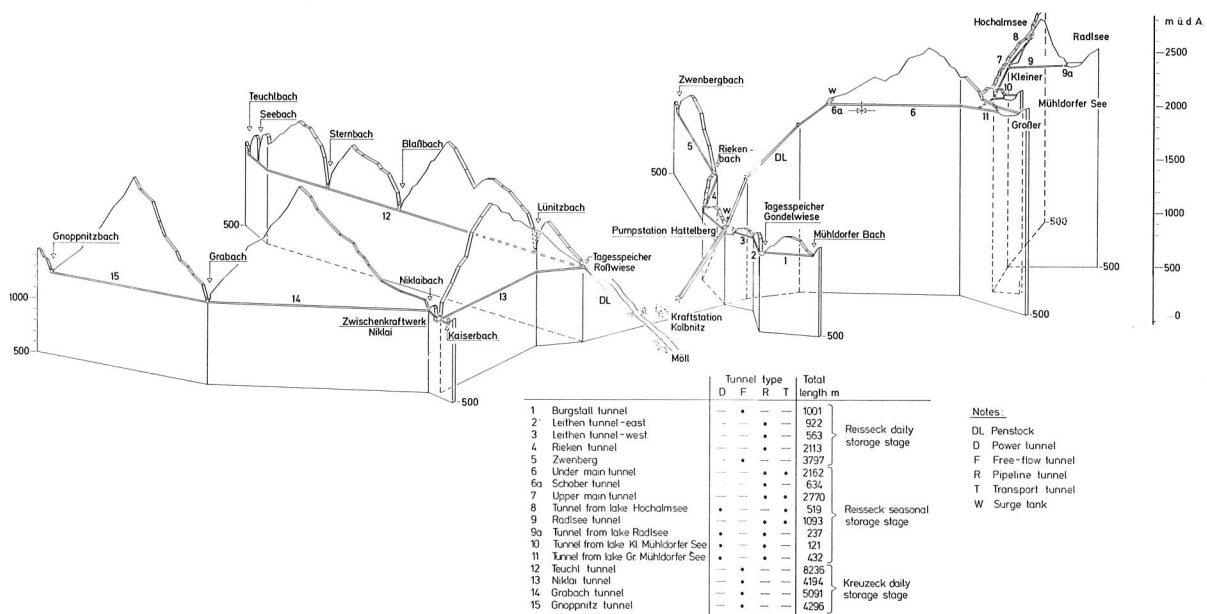 Hochalmsee
8
m ü.d.A.
Radlsee
2500
7
9
9a
Kleiner
10
Mühldorfer See
2000
11
Großer
W
6a
6
DL
1500
1000
500
0
-500
-500
-500
Zwenbergbach
5
500
Rieken-
bach
4
W
Pumpstation Hattelberg
3
2
1
Tagesspeicher
Gondelwiese
Mühldorfer Bach
-500
Teuchlbach
Seebach
Sternbach
Blaßbach
500
12
Lünitzbach
Tagesspeicher
Roßwiese
DL
Kraftstation
Kolbnitz
Möll
Gnoppnitzbach
Grabach
15
14
13
Niklaibach
Zwischenkraftwerk
Niklai
Kaiserbach
1000
500
-500
Tunnel type Total
D F R T length m
1 Burgstall tunnel — • — — 1001
2 Leithen tunnel-east — — • — 922
3 Leithen tunnel-west — — • — 563
4 Rieken tunnel — — • — 2113
5 Zwenberg — • — — 3797
Reisseck daily
storage stage
6 Under main tunnel — — • • 2162
6a Schober tunnel — — • — 634
7 Upper main tunnel — — • • 2770
8 Tunnel from lake Hochalmsee • — — • 519
9 Radlsee tunnel — — • • 1093
9a Tunnel from lake Radlsee • — • — 237
10 Tunnel from lake Kl. Mühldorfer See • — • — 121
11 Tunnel from lake Gr. Mühldorfer See • — • — 432
Reisseck seasonal
storage stage
12 Teuchl tunnel — • — — 8236
13 Niklai tunnel — • — — 4194
14 Grabach tunnel — • — — 5091
15 Gnoppnitz tunnel — • — — 4296
Kreuzeck daily
storage stage
Notes:
DL Penstock
D Power tunnel
F Free-flow tunnel
R Pipeline tunnel
T Transport tunnel
W Surge tank